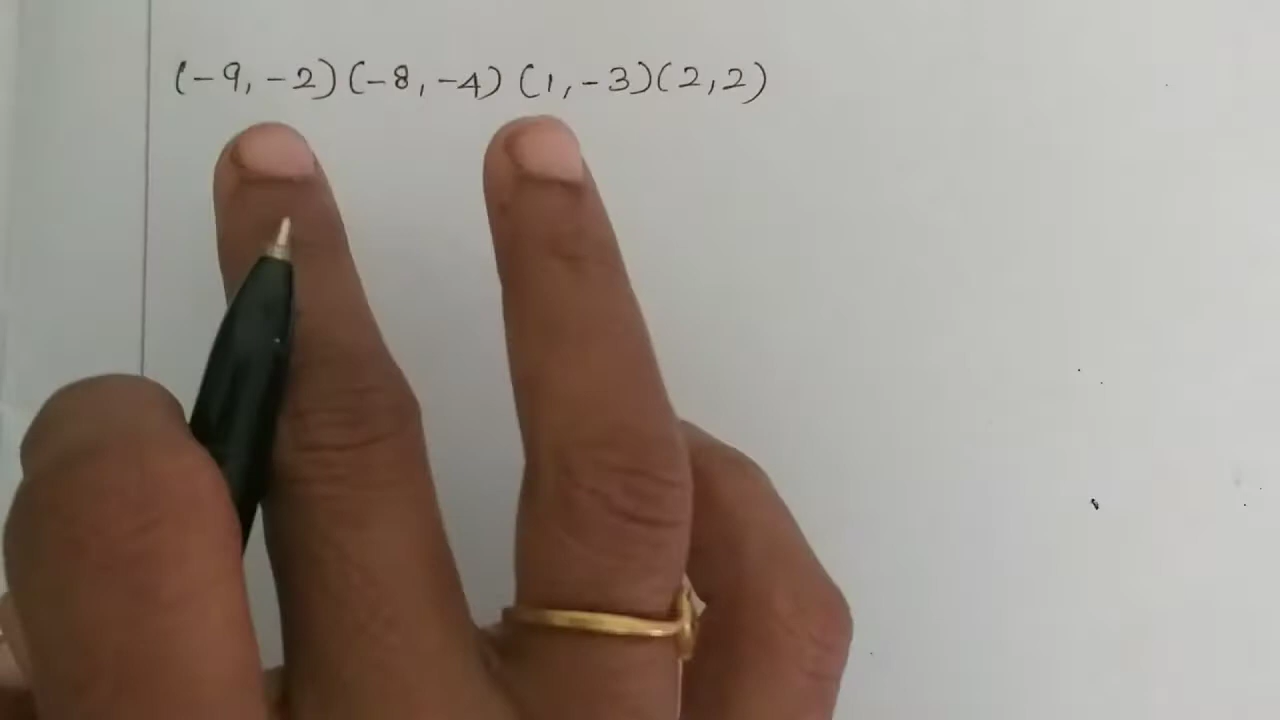 (-9, -2) (-8, -4) (1, -3) (2, 2)